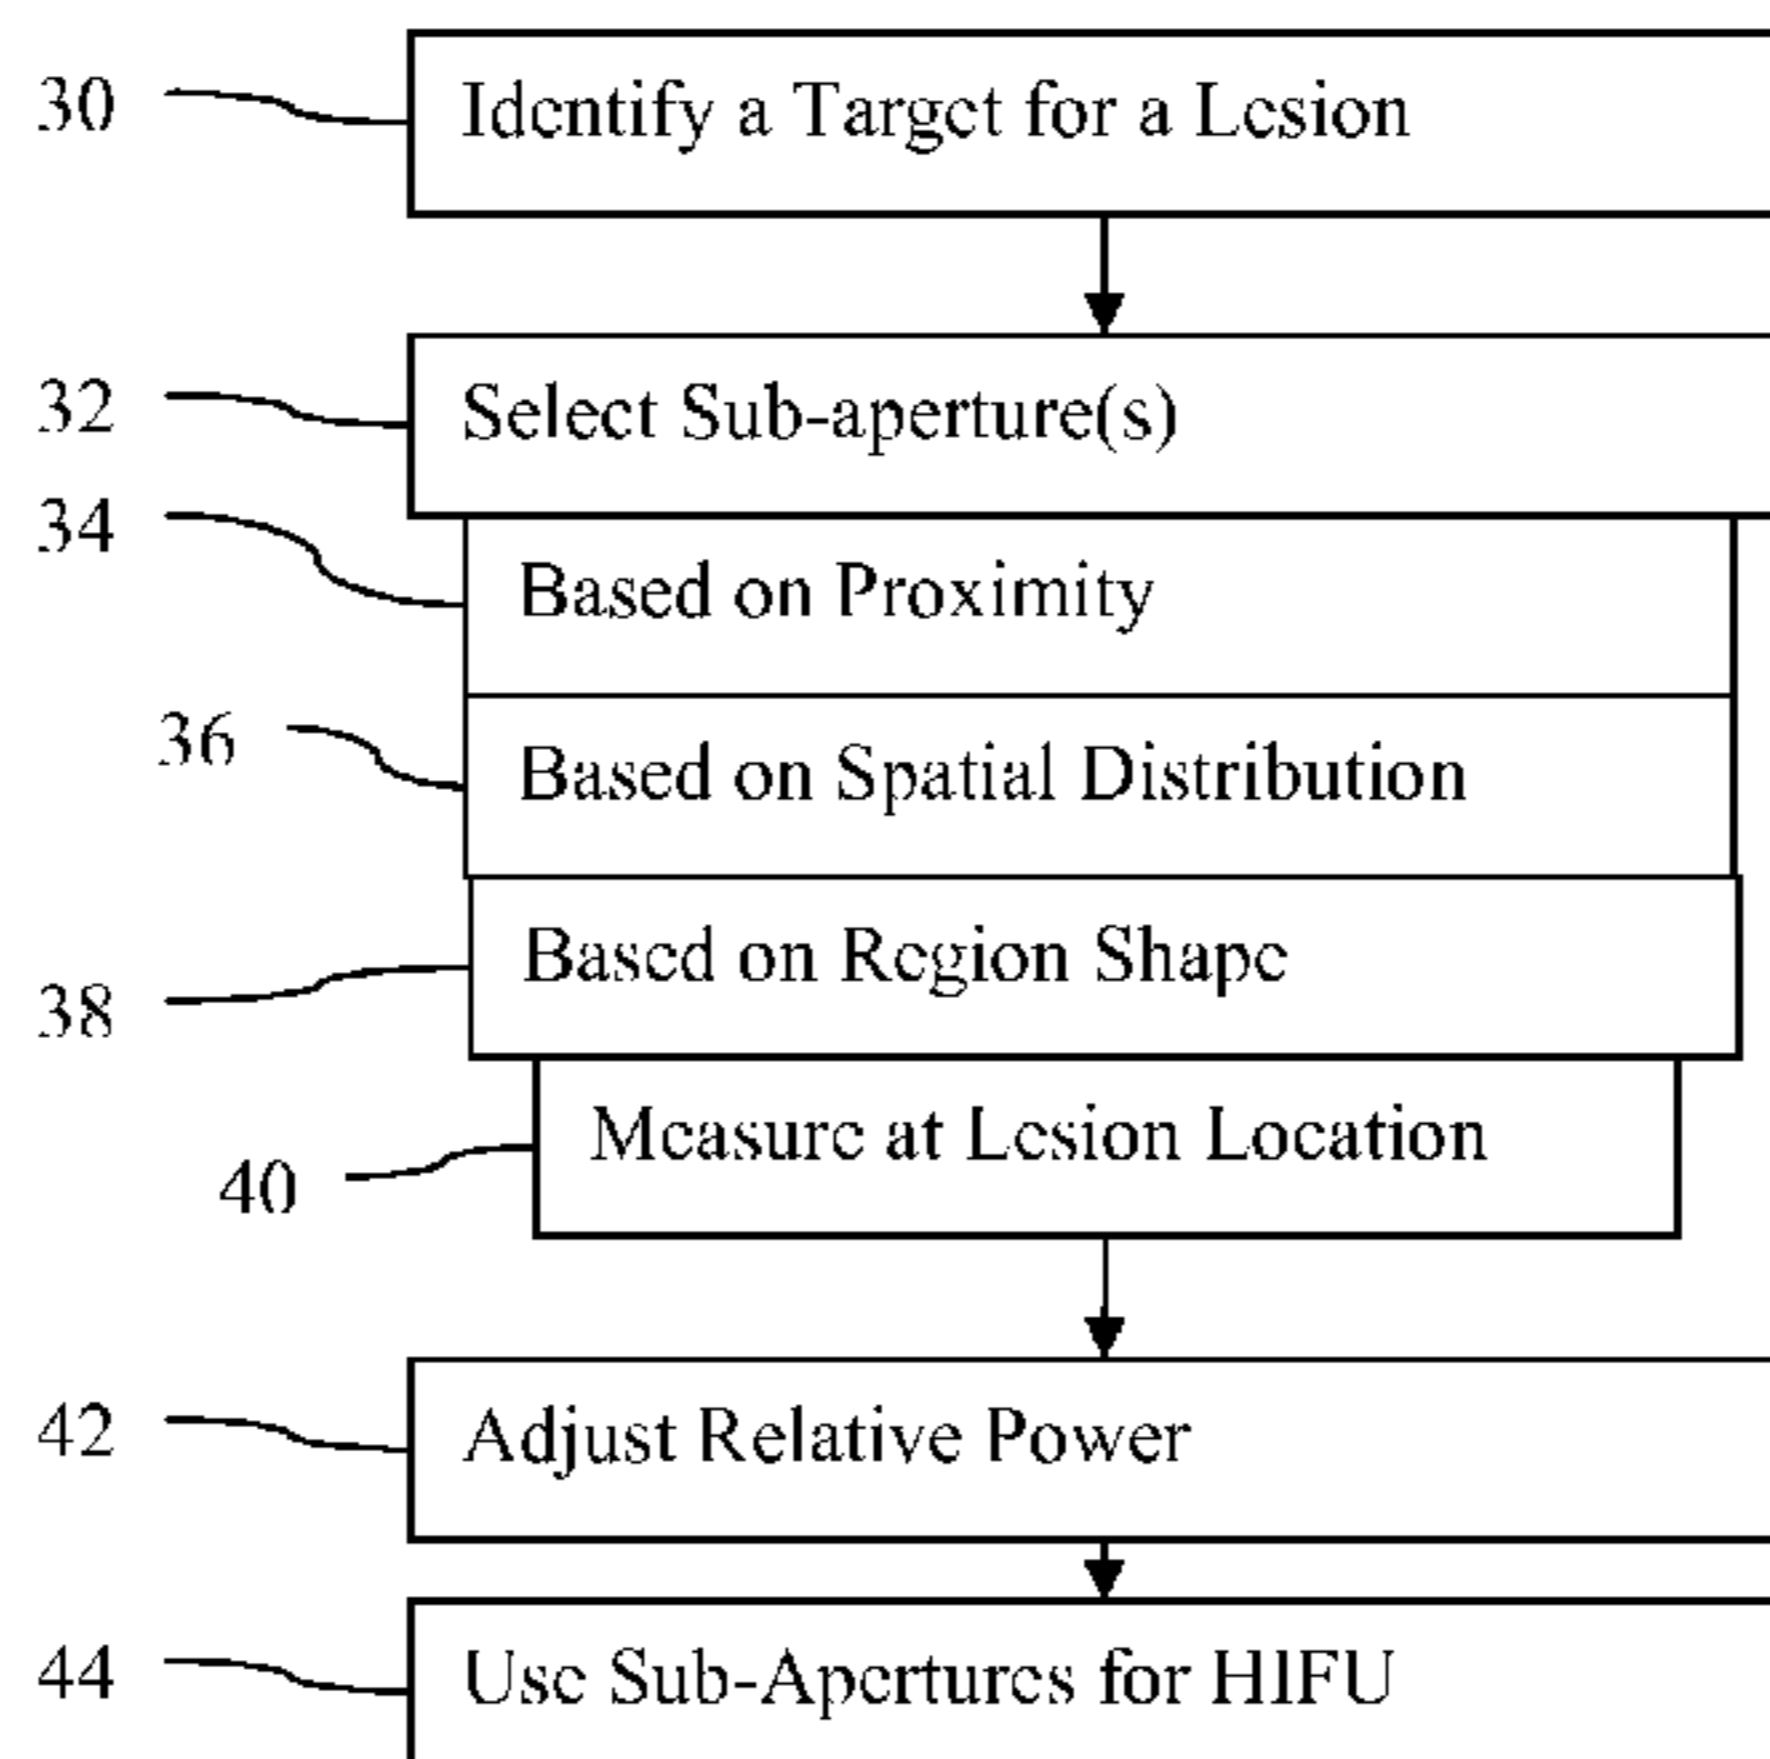 30 Identify a Target for a Lesion
32 Select Sub-aperture(s)
34 Based on Proximity
36 Based on Spatial Distribution
38 Based on Region Shape
40 Measure at Lesion Location
42 Adjust Relative Power
44 Use Sub-Apertures for HIFU